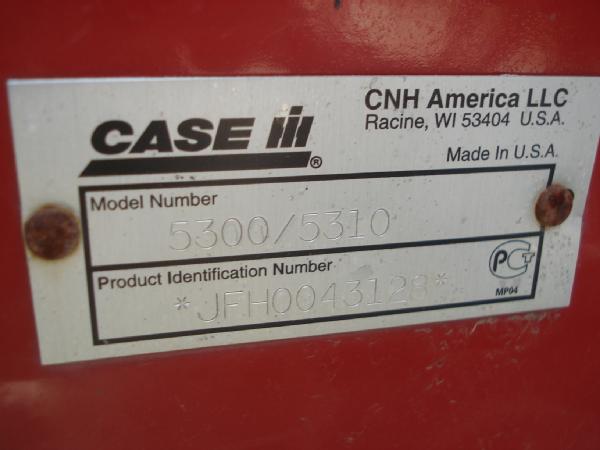 CASE IH®
CNH America LLC
Racine, WI 53404 U.S.A.
Made In U.S.A.
Model Number
5300/5310
Product Identification Number
*JFH0043128*
PCT
MP04